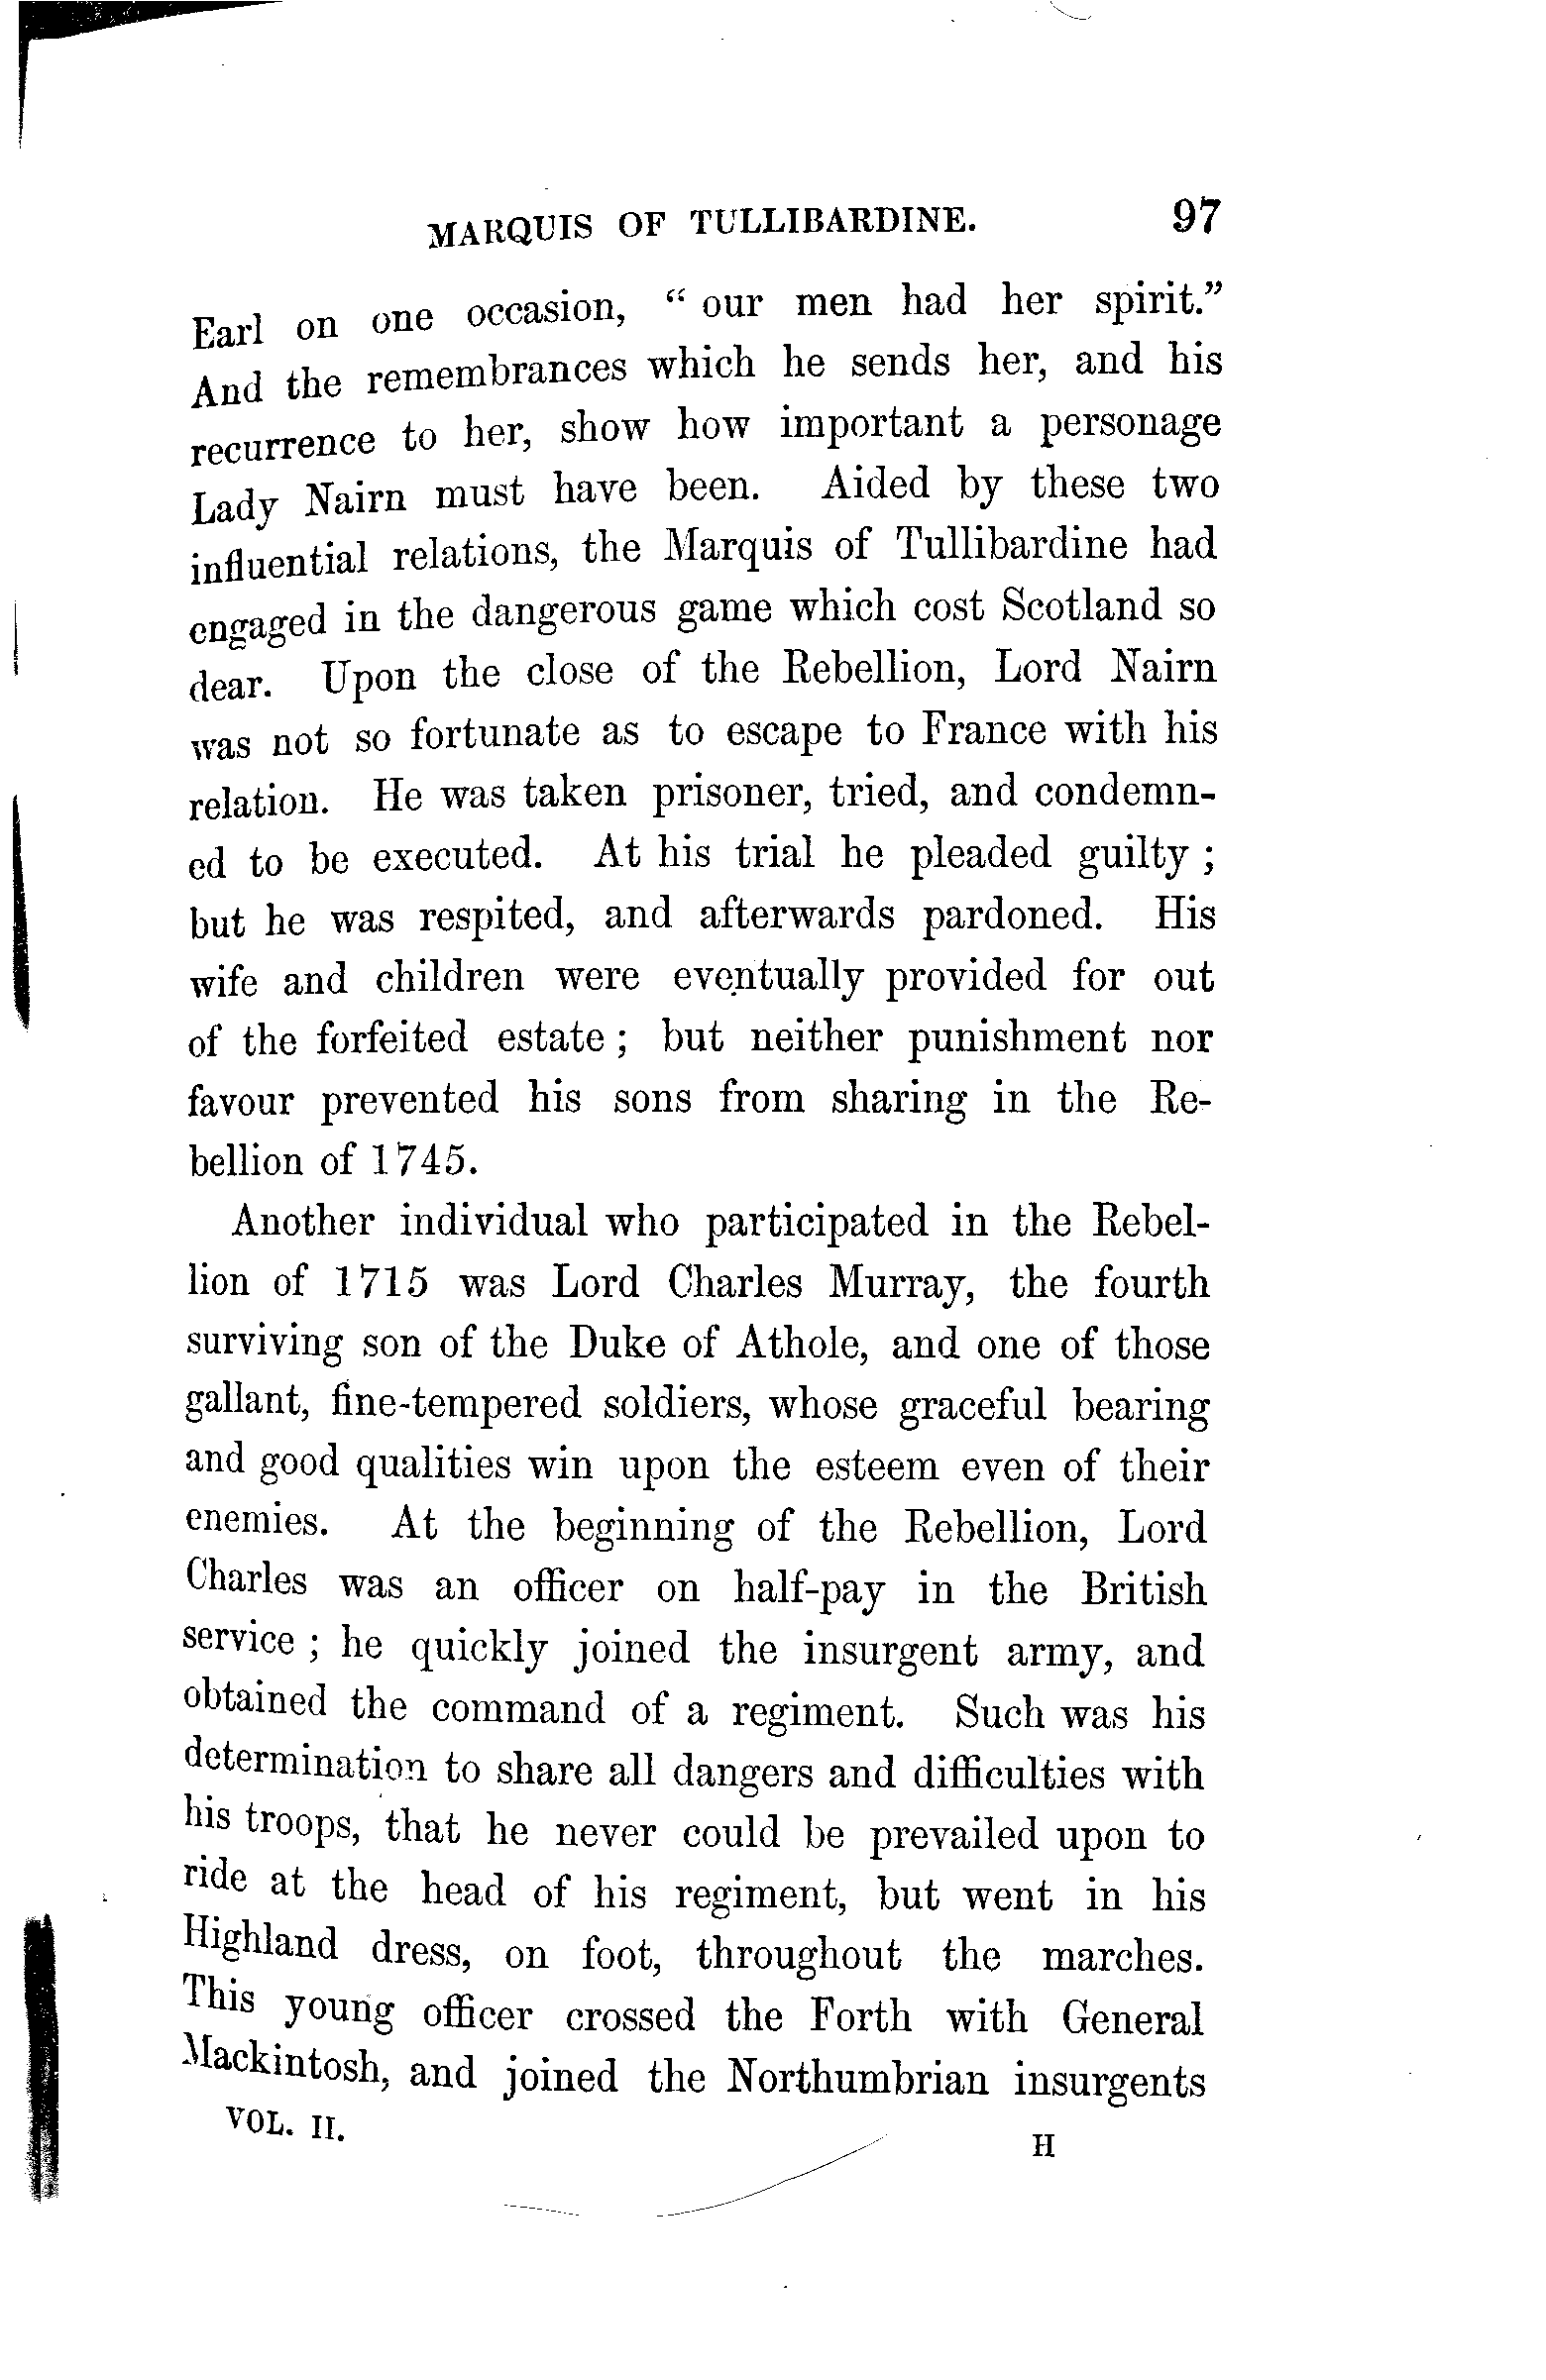 MARQUIS OF TULLIBARDINE. 97
Earl on one occasion, “ our men had her spirit.”
And the remembrances which he sends her, and his
recurrence to her, show how important a personage
Lady Nairn must have been. Aided by these two
influential relations, the Marquis of Tullibardine had
engaged in the dangerous game which cost Scotland so
dear. Upon the close of the Rebellion, Lord Nairn
was not so fortunate as to escape to France with his
relation. He was taken prisoner, tried, and condemn-
ed to be executed. At his trial he pleaded guilty ;
but he was respited, and afterwards pardoned. His
wife and children were eventually provided for out
of the forfeited estate ; but neither punishment nor
favour prevented his sons from sharing in the Re-
bellion of 1745.
Another individual who participated in the Rebel-
lion of 1715 was Lord Charles Murray, the fourth
surviving son of the Duke of Athole, and one of those
gallant, fine-tempered soldiers, whose graceful bearing
and good qualities win upon the esteem even of their
enemies. At the beginning of the Rebellion, Lord
Charles was an officer on half-pay in the British
service ; he quickly joined the insurgent army, and
obtained the command of a regiment. Such was his
determination to share all dangers and difficulties with
his troops, that he never could be prevailed upon to
ride at the head of his regiment, but went in his
Highland dress, on foot, throughout the marches.
This young officer crossed the Forth with General
Mackintosh, and joined the Northumbrian insurgents
VOL. II. H